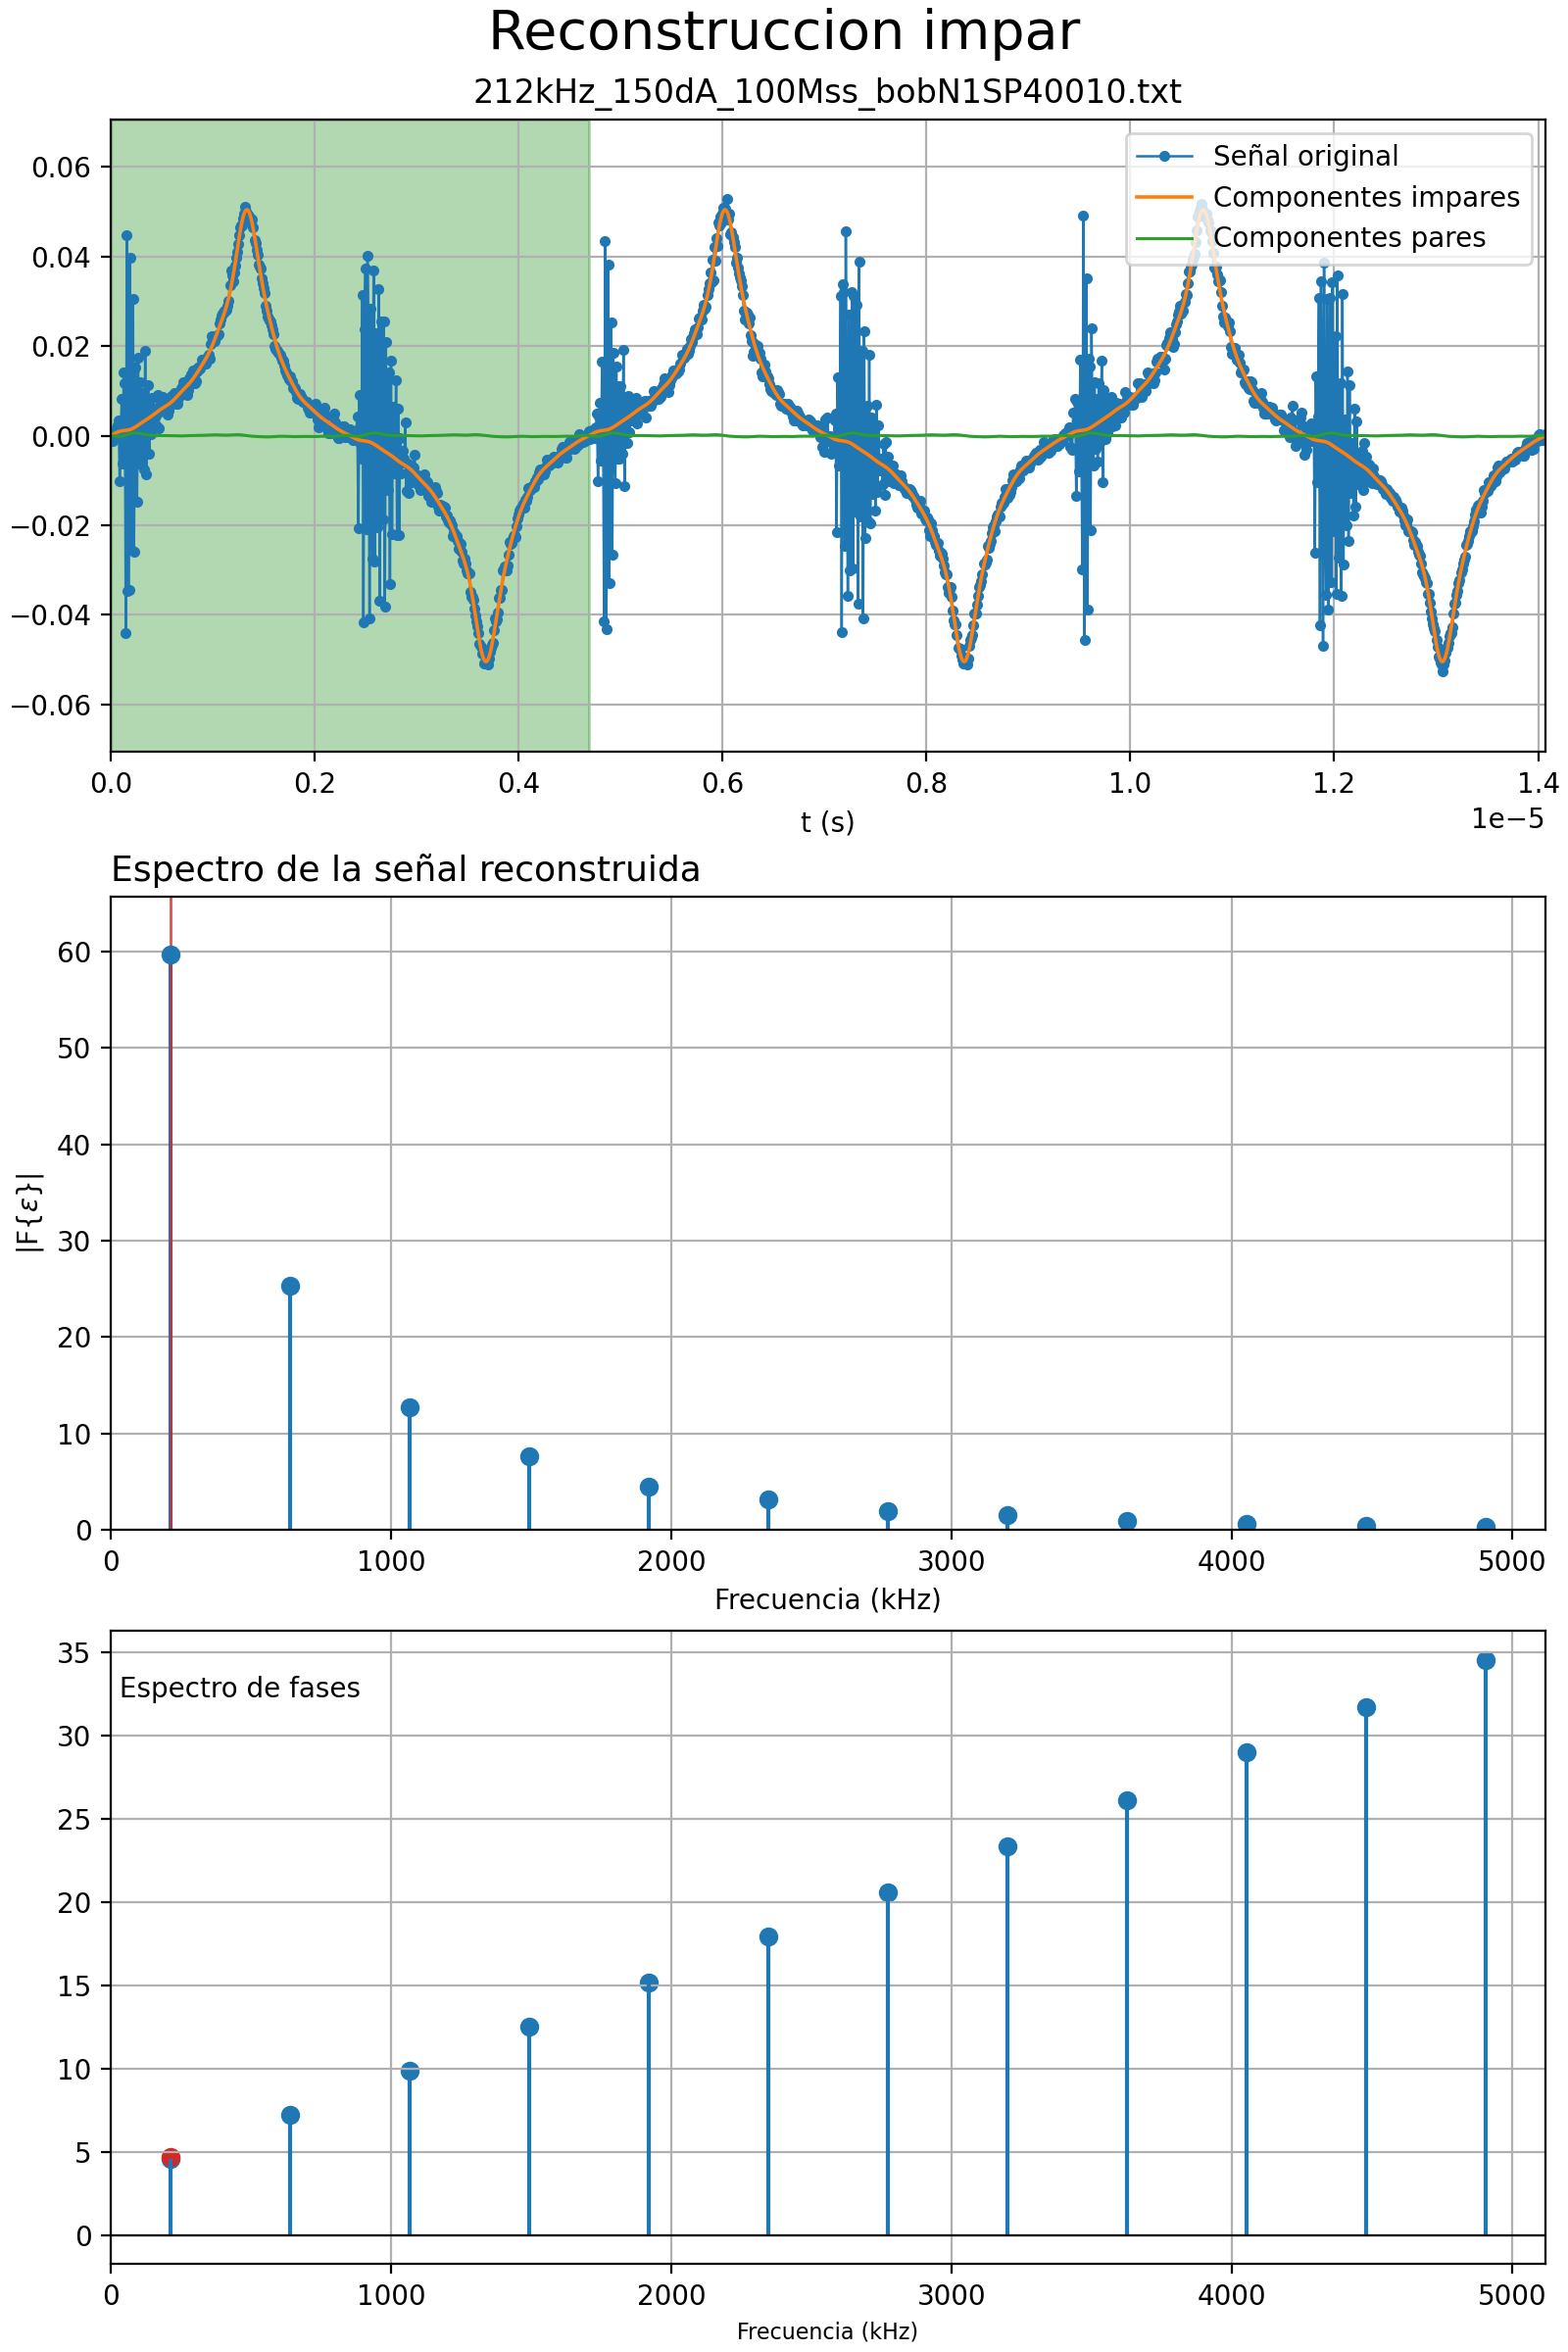 Reconstruccion impar
212kHz_150dA_100Mss_bobN1SP40010.txt
0.06
0.04
0.02
0.00
−0.02
−0.04
−0.06
Señal original
Componentes impares
Componentes pares
0.0 0.2 0.4 0.6 0.8 1.0 1.2 1.4
1e−5
t (s)
Espectro de la señal reconstruida
60
50
40
30
20
10
0
|F{ε}|
0 1000 2000 3000 4000 5000
Frecuencia (kHz)
35
Espectro de fases
30
25
20
15
10
5
0
0 1000 2000 3000 4000 5000
Frecuencia (kHz)